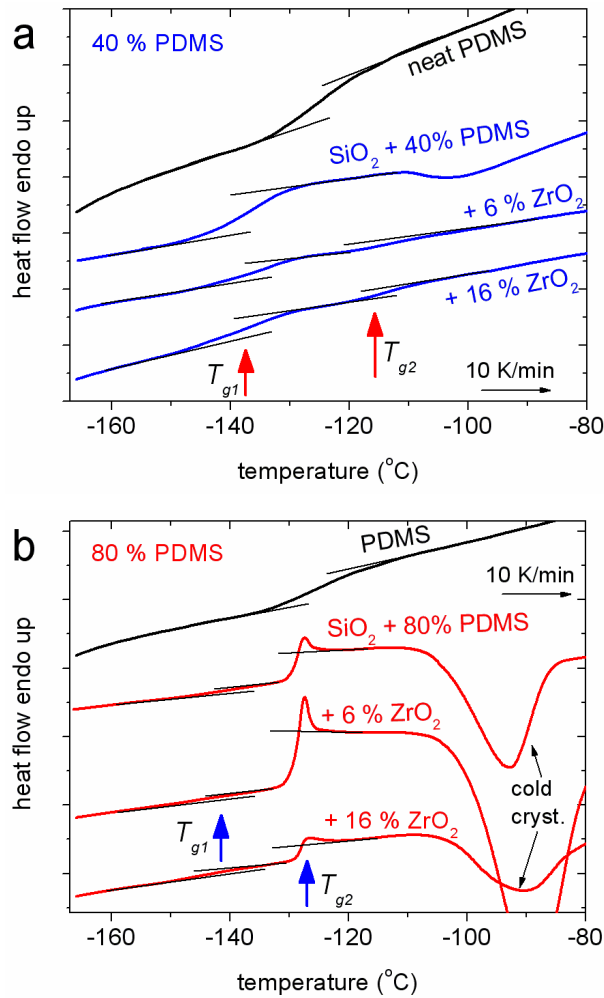 a
40 % PDMS
neat PDMS
SiO2 + 40% PDMS
+ 6 % ZrO2
+ 16 % ZrO2
Tg1
Tg2
10 K/min
heat flow endo up
-160 -140 -120 -100 -80
temperature (°C)
b
80 % PDMS
PDMS
10 K/min
SiO2 + 80% PDMS
+ 6 % ZrO2
cold
cryst.
+ 16 % ZrO2
Tg1
Tg2
heat flow endo up
-160 -140 -120 -100 -80
temperature (°C)